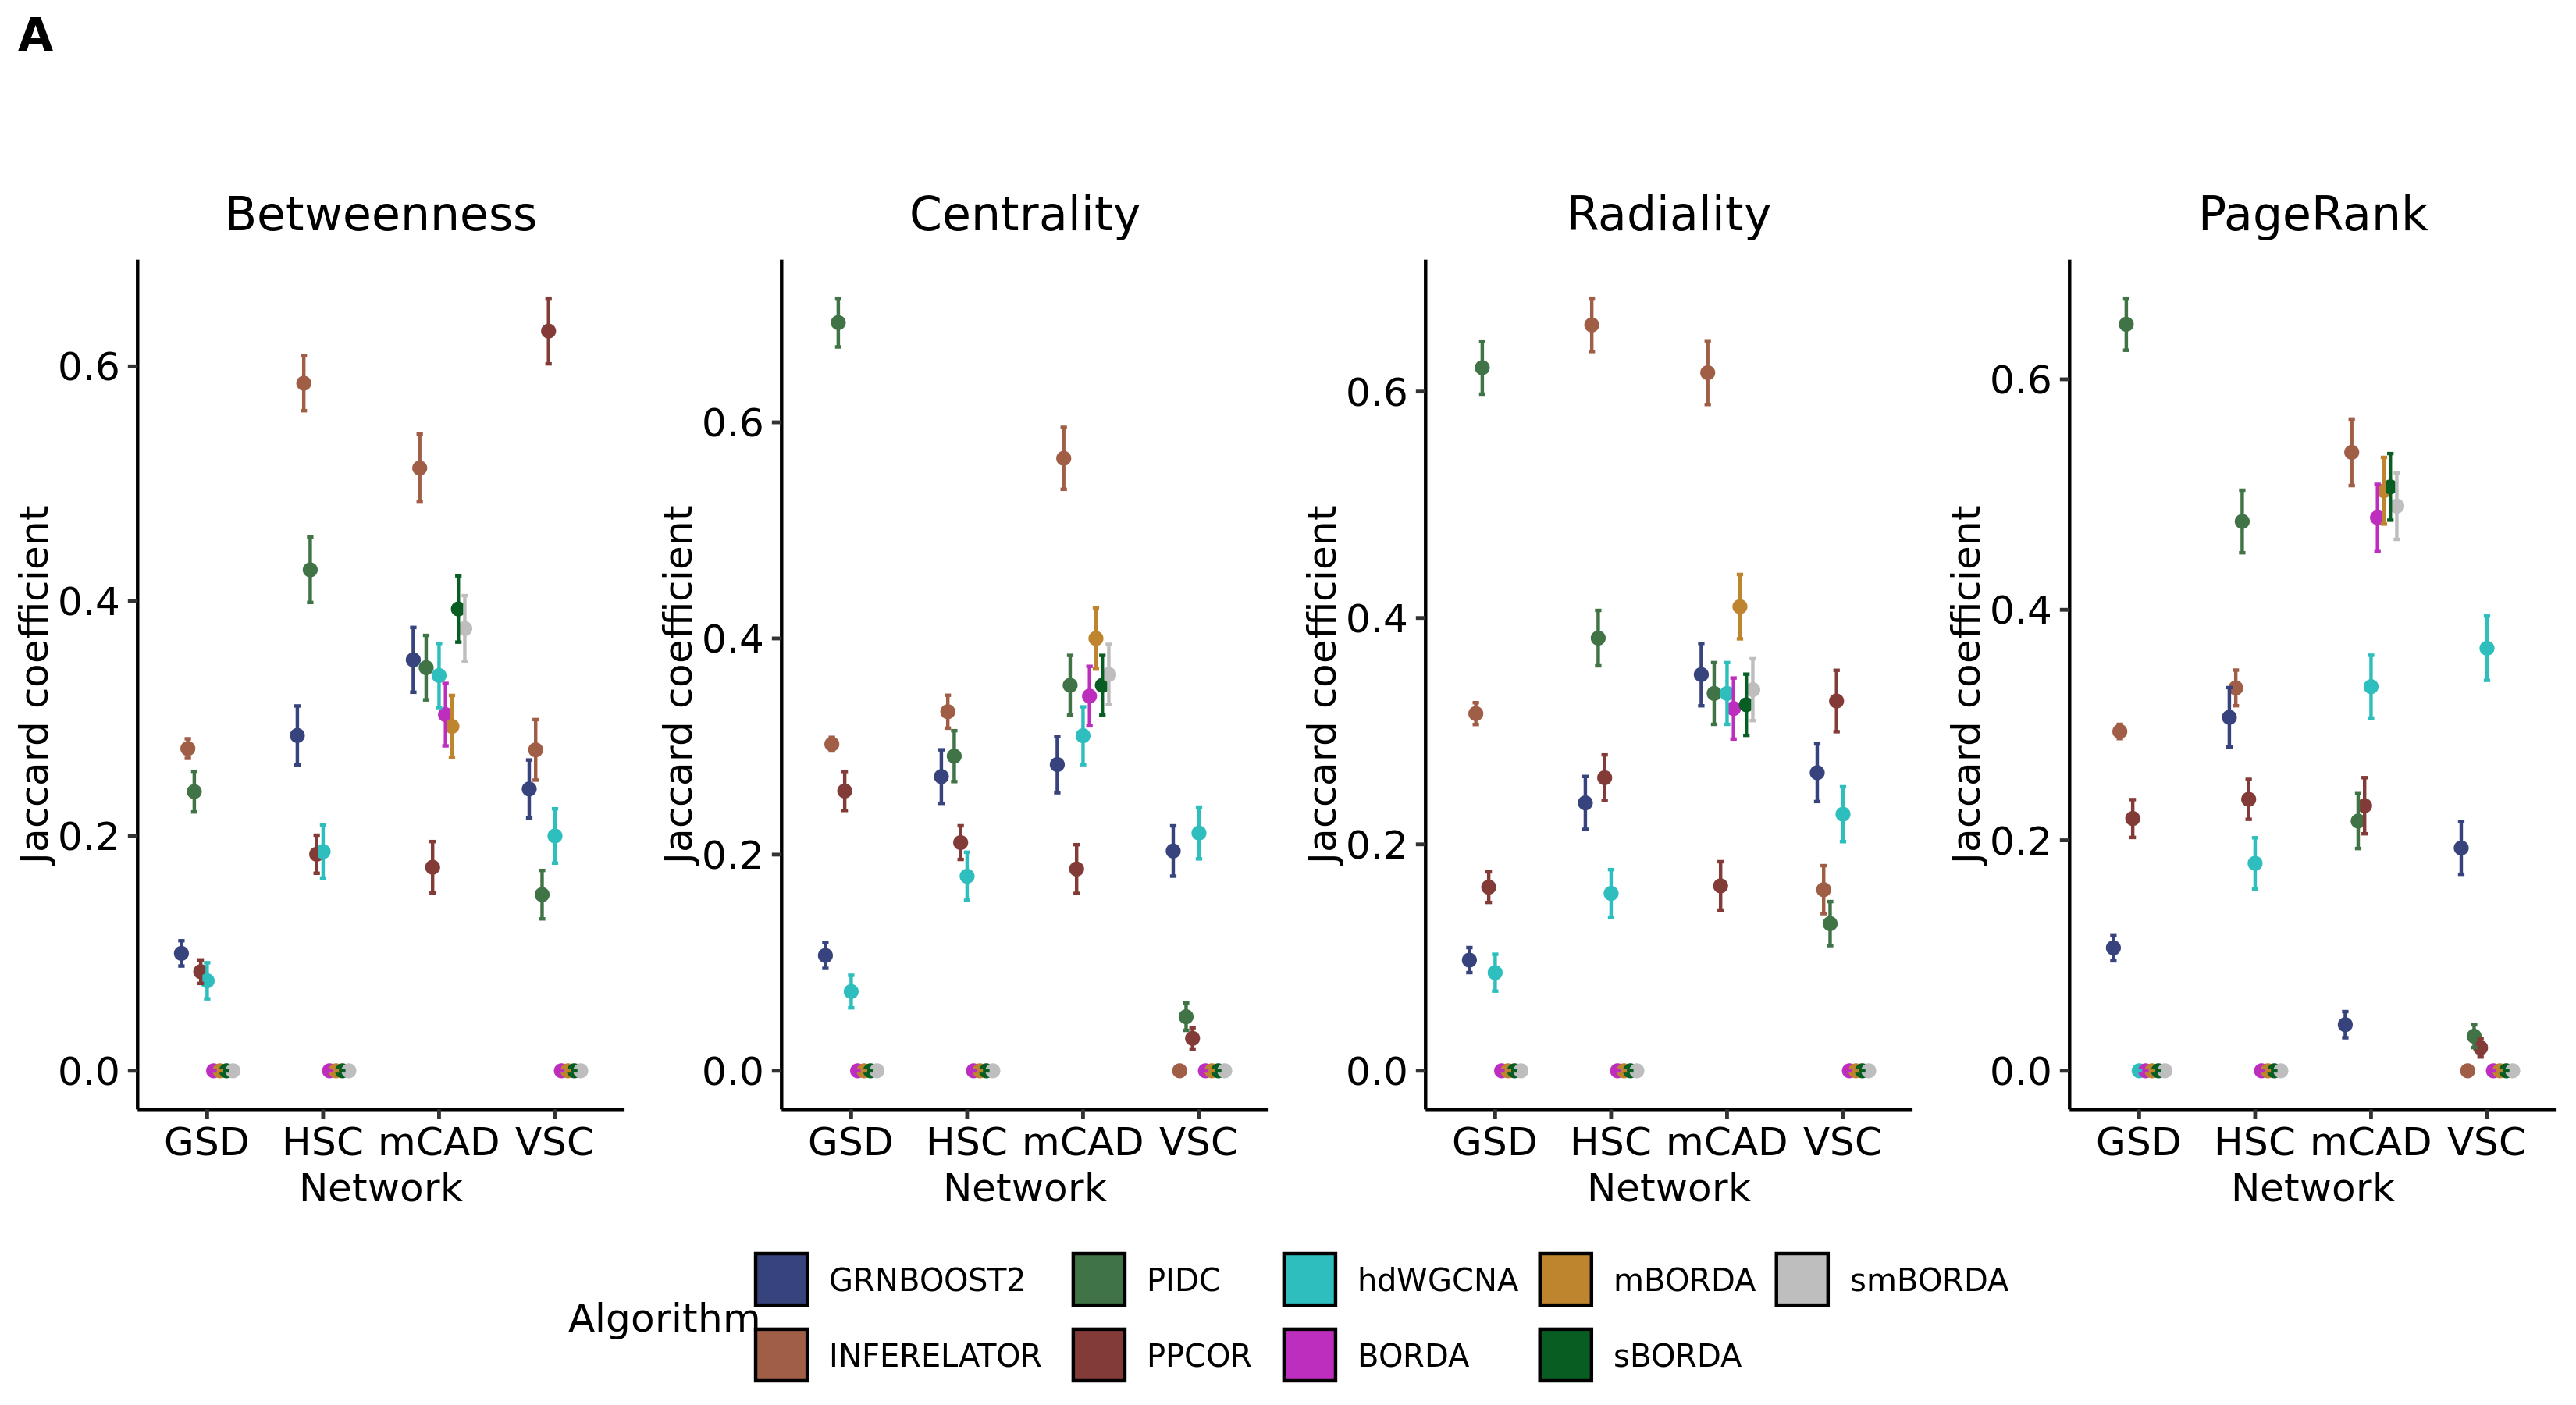 A
Betweenness
Centrality
Radiality
PageRank
Jaccard coefficient
0.6
0.4
0.2
0.0
GSD HSC mCAD VSC
Network
Jaccard coefficient
0.6
0.4
0.2
0.0
GSD HSC mCAD VSC
Network
Jaccard coefficient
0.6
0.4
0.2
0.0
GSD HSC mCAD VSC
Network
Jaccard coefficient
0.6
0.4
0.2
0.0
GSD HSC mCAD VSC
Network
Algorithm
GRNBOOST2 PIDC hdWGCNA mBORDA smBORDA
INFERELATOR PPCOR BORDA sBORDA